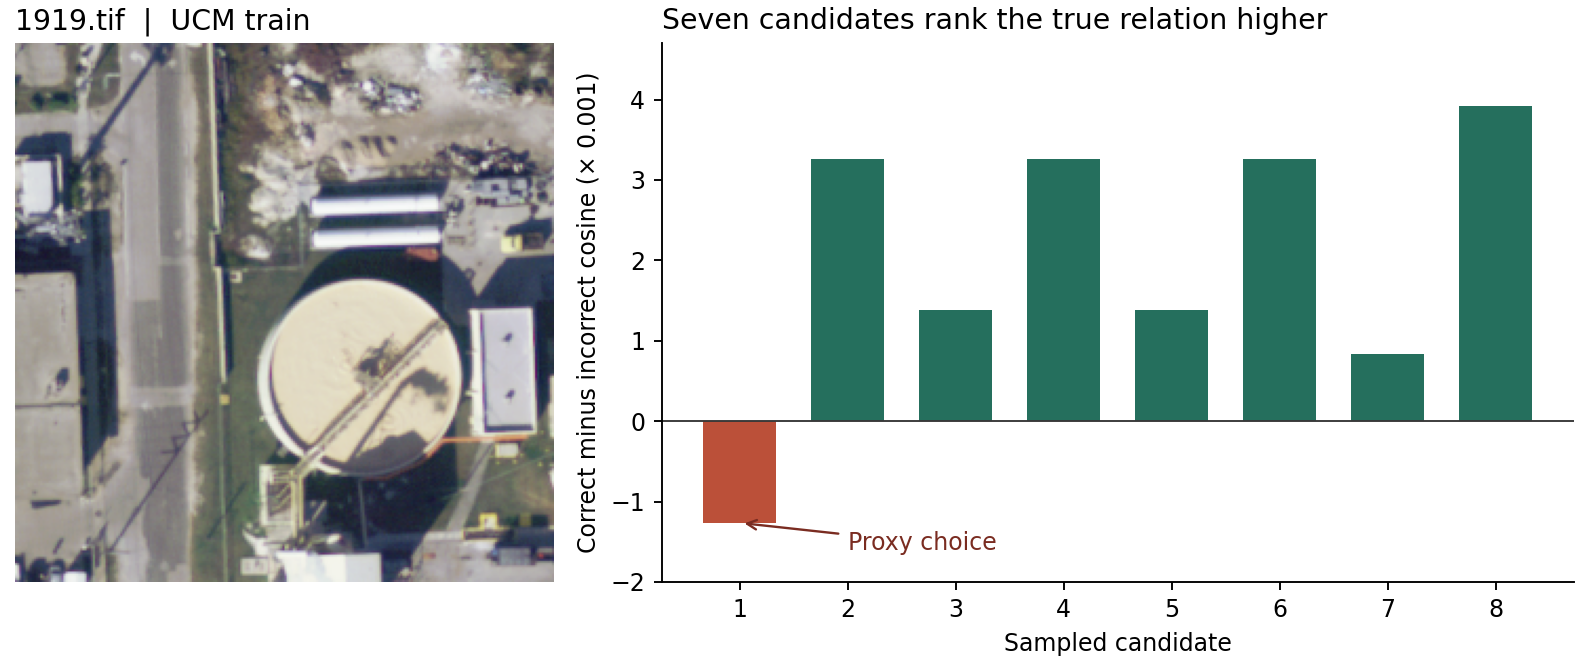 1919.tif | UCM train
Seven candidates rank the true relation higher
Correct minus incorrect cosine (× 0.001)
4
3
2
1
0
−1
−2
Proxy choice
1 2 3 4 5 6 7 8
Sampled candidate